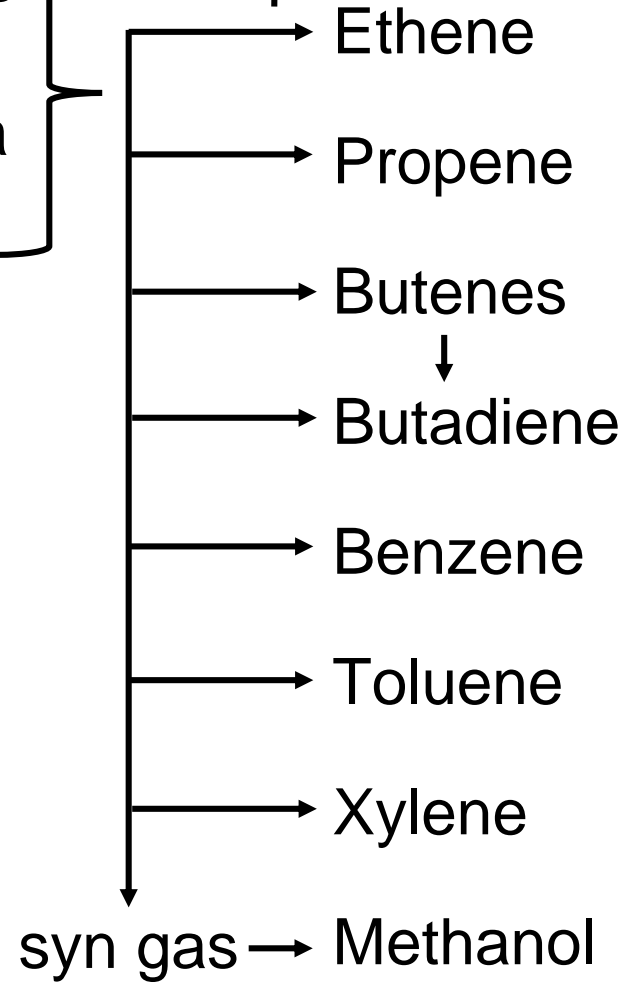 Ethene
Propene
Butenes
Butadiene
Benzene
Toluene
Xylene
syn gas Methanol